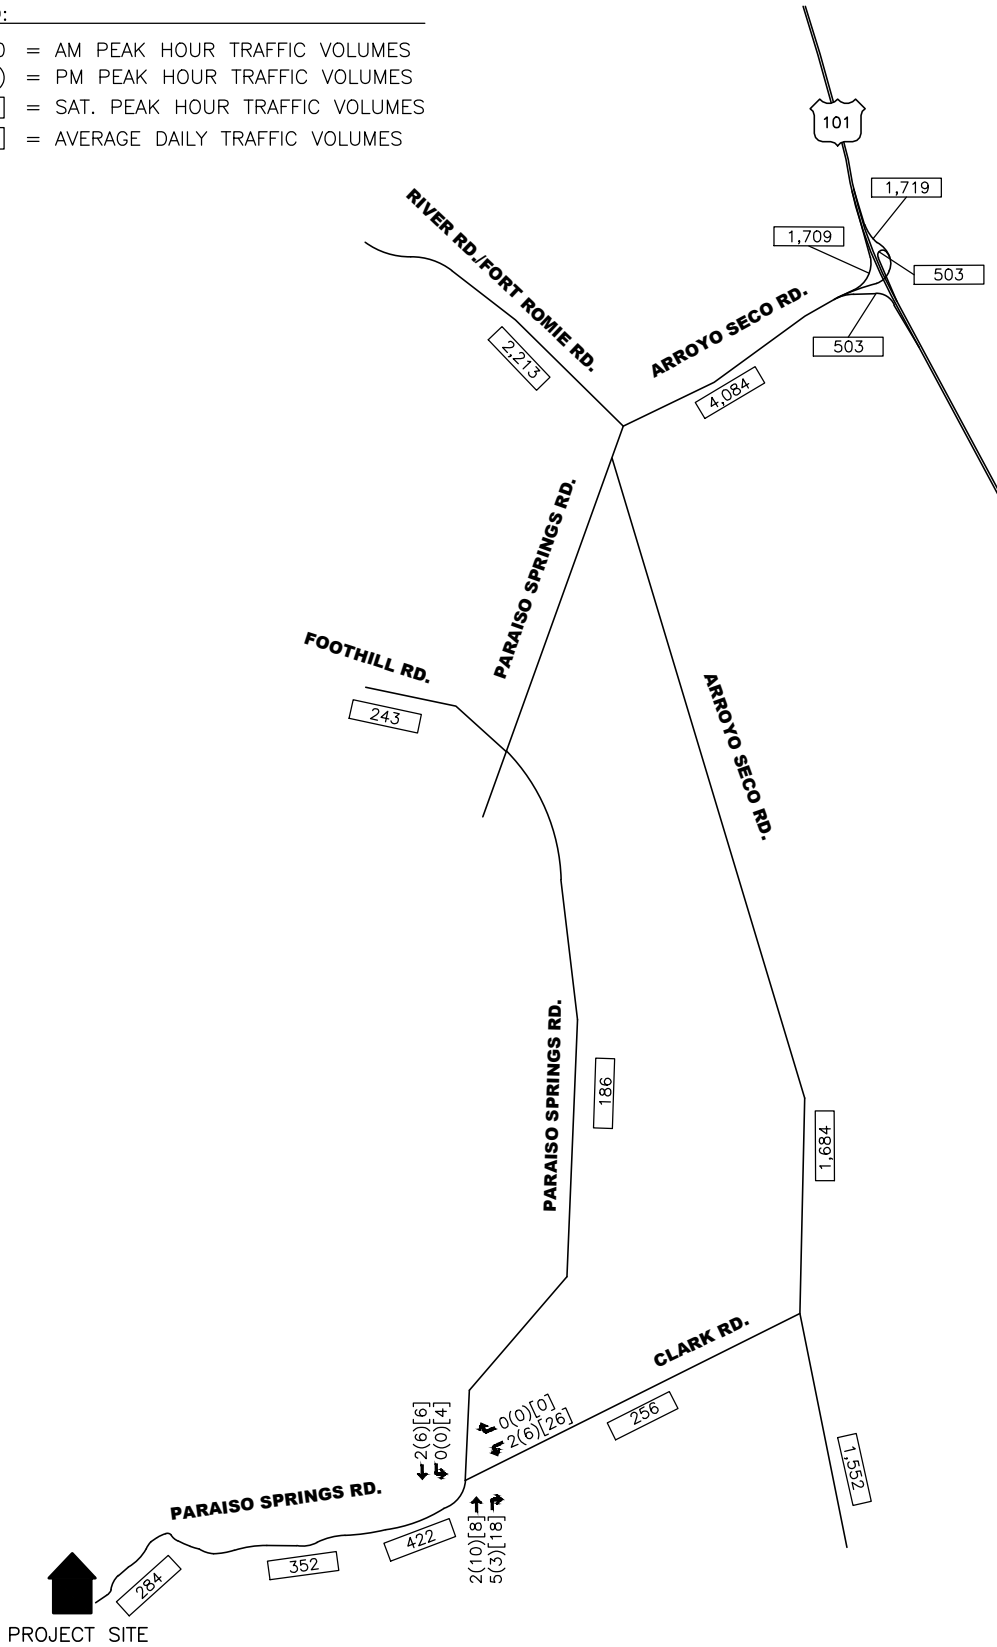 :
0 = AM PEAK HOUR TRAFFIC VOLUMES
) = PM PEAK HOUR TRAFFIC VOLUMES
] = SAT. PEAK HOUR TRAFFIC VOLUMES
= AVERAGE DAILY TRAFFIC VOLUMES
101
1,719
RIVER RD./FORT ROMIE RD.
1,709
503
ARROYO SECO RD.
503
2,213
4,084
PARAISO SPRINGS RD.
FOOTHILL RD.
243
ARROYO SECO RD.
PARAISO SPRINGS RD.
186
1,684
CLARK RD.
2(6)[6]
0(0)[4]
0(0)[0]
2(6)[26]
256
1,552
PARAISO SPRINGS RD.
422
2(10)[8]
5(3)[18]
352
284
PROJECT SITE